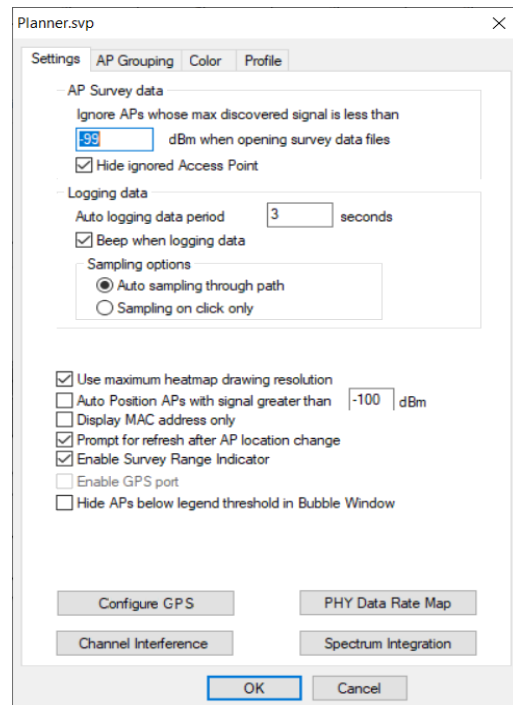 Planner.svp
Settings AP Grouping Color Profile
AP Survey data
Ignore APs whose max discovered signal is less than
-99 dBm when opening survey data files
Hide ignored Access Point
Logging data
Auto logging data period 3 seconds
Beep when logging data
Sampling options
Auto sampling through path
Sampling on click only
Use maximum heatmap drawing resolution
Auto Position APs with signal greater than -100 dBm
Display MAC address only
Prompt for refresh after AP location change
Enable Survey Range Indicator
Enable GPS port
Hide APs below legend threshold in Bubble Window
Configure GPS PHY Data Rate Map
Channel Interference Spectrum Integration
OK Cancel